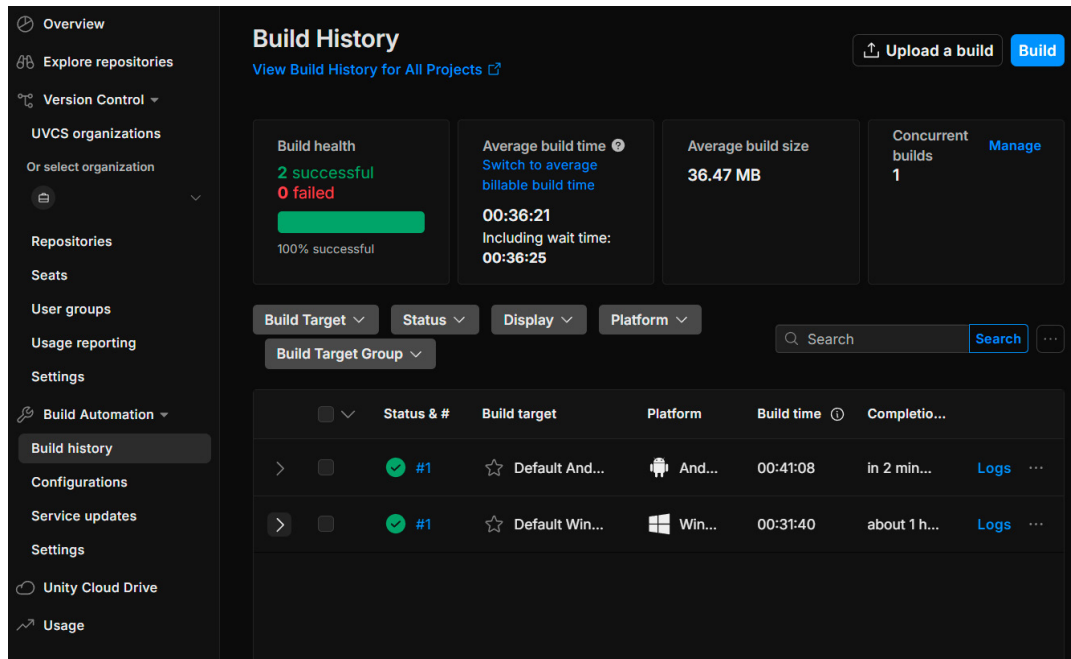 Overview
Explore repositories
Version Control
UVCS organizations
Or select organization
Repositories
Seats
User groups
Usage reporting
Settings
Build Automation
Build history
Configurations
Service updates
Settings
Unity Cloud Drive
Usage
Build History
View Build History for All Projects
Upload a build
Build
Build health
2 successful
0 failed
100% successful
Average build time
Switch to average
billable build time
00:36:21
Including wait time:
00:36:25
Average build size
36.47 MB
Concurrent
builds
1
Manage
Build Target Status Display Platform
Build Target Group
Search Search
Status & # Build target Platform Build time Completio...
#1 Default And... And... 00:41:08 in 2 min... Logs ...
#1 Default Win... Win... 00:31:40 about 1 h... Logs ...